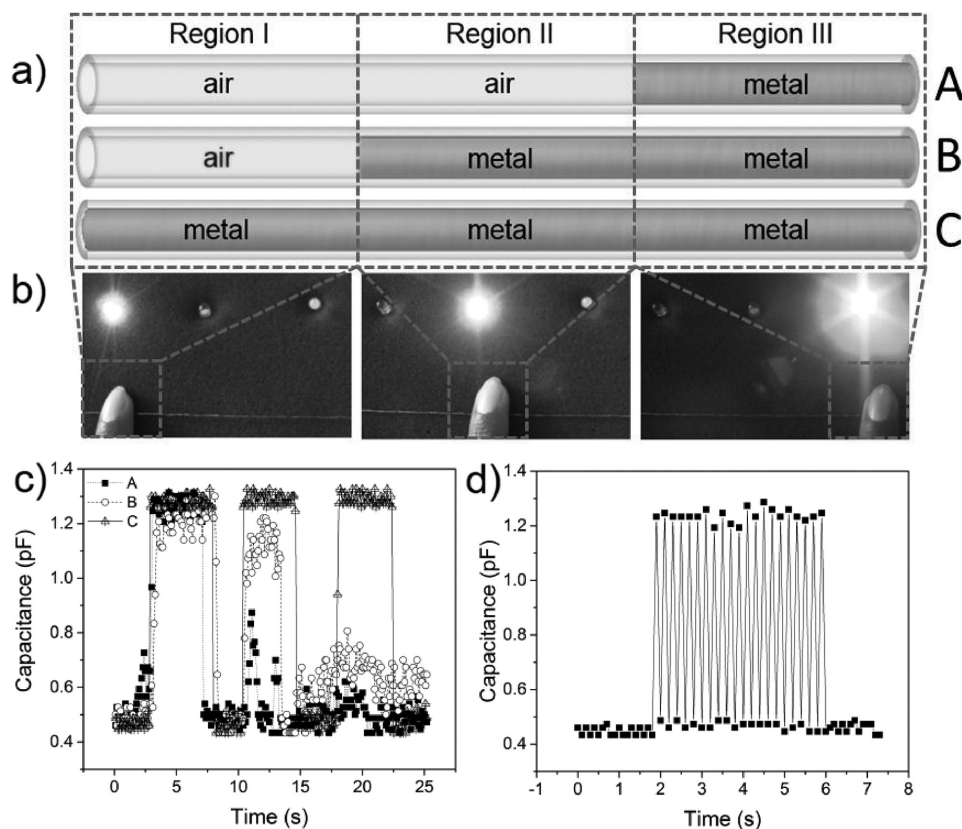 Region I Region II Region III
a) air air metal A
air metal metal B
metal metal metal C
b)
c) d)
1.4 1.4
A
B
C
1.2 1.2
1.0 1.0
0.8 0.8
0.6 0.6
0.4 0.4
Capacitance (pF) Capacitance (pF)
0 5 10 15 20 25 -1 0 1 2 3 4 5 6 7 8
Time (s) Time (s)